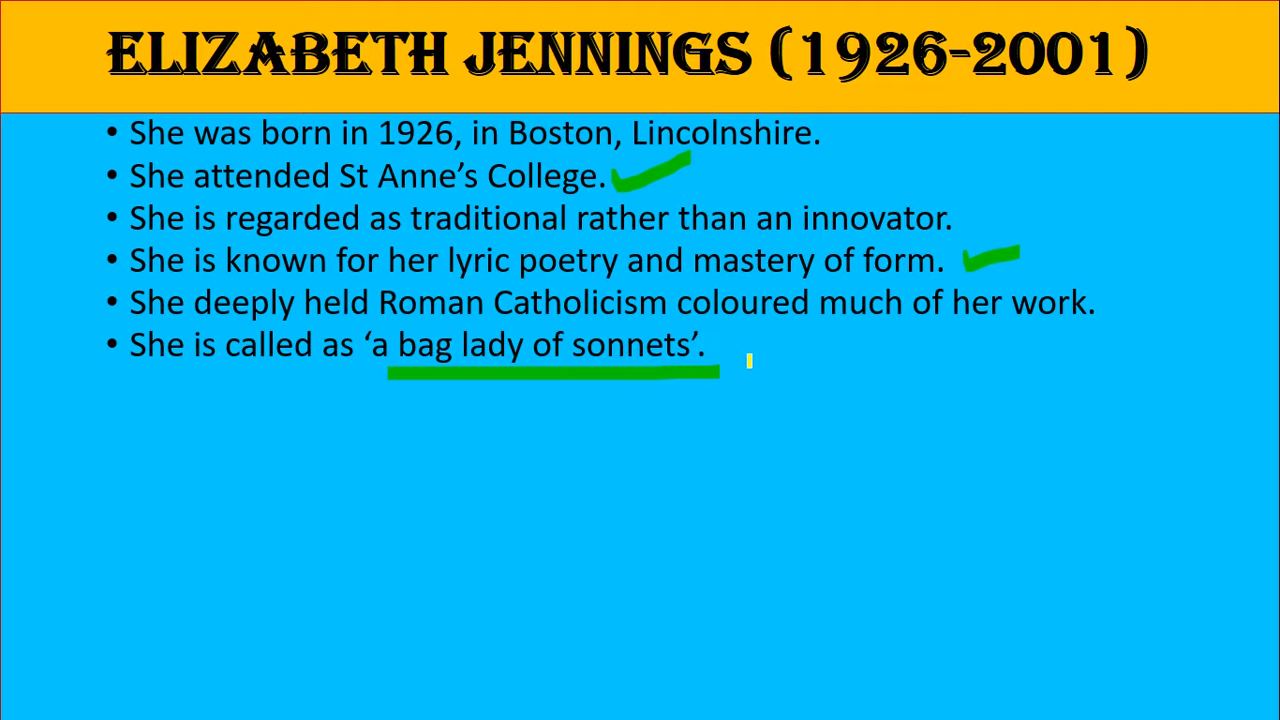 ELIZABETH JENNINGS (1926-2001)
• She was born in 1926, in Boston, Lincolnshire.
• She attended St Anne’s College.
• She is regarded as traditional rather than an innovator.
• She is known for her lyric poetry and mastery of form.
• She deeply held Roman Catholicism coloured much of her work.
• She is called as ‘a bag lady of sonnets’.